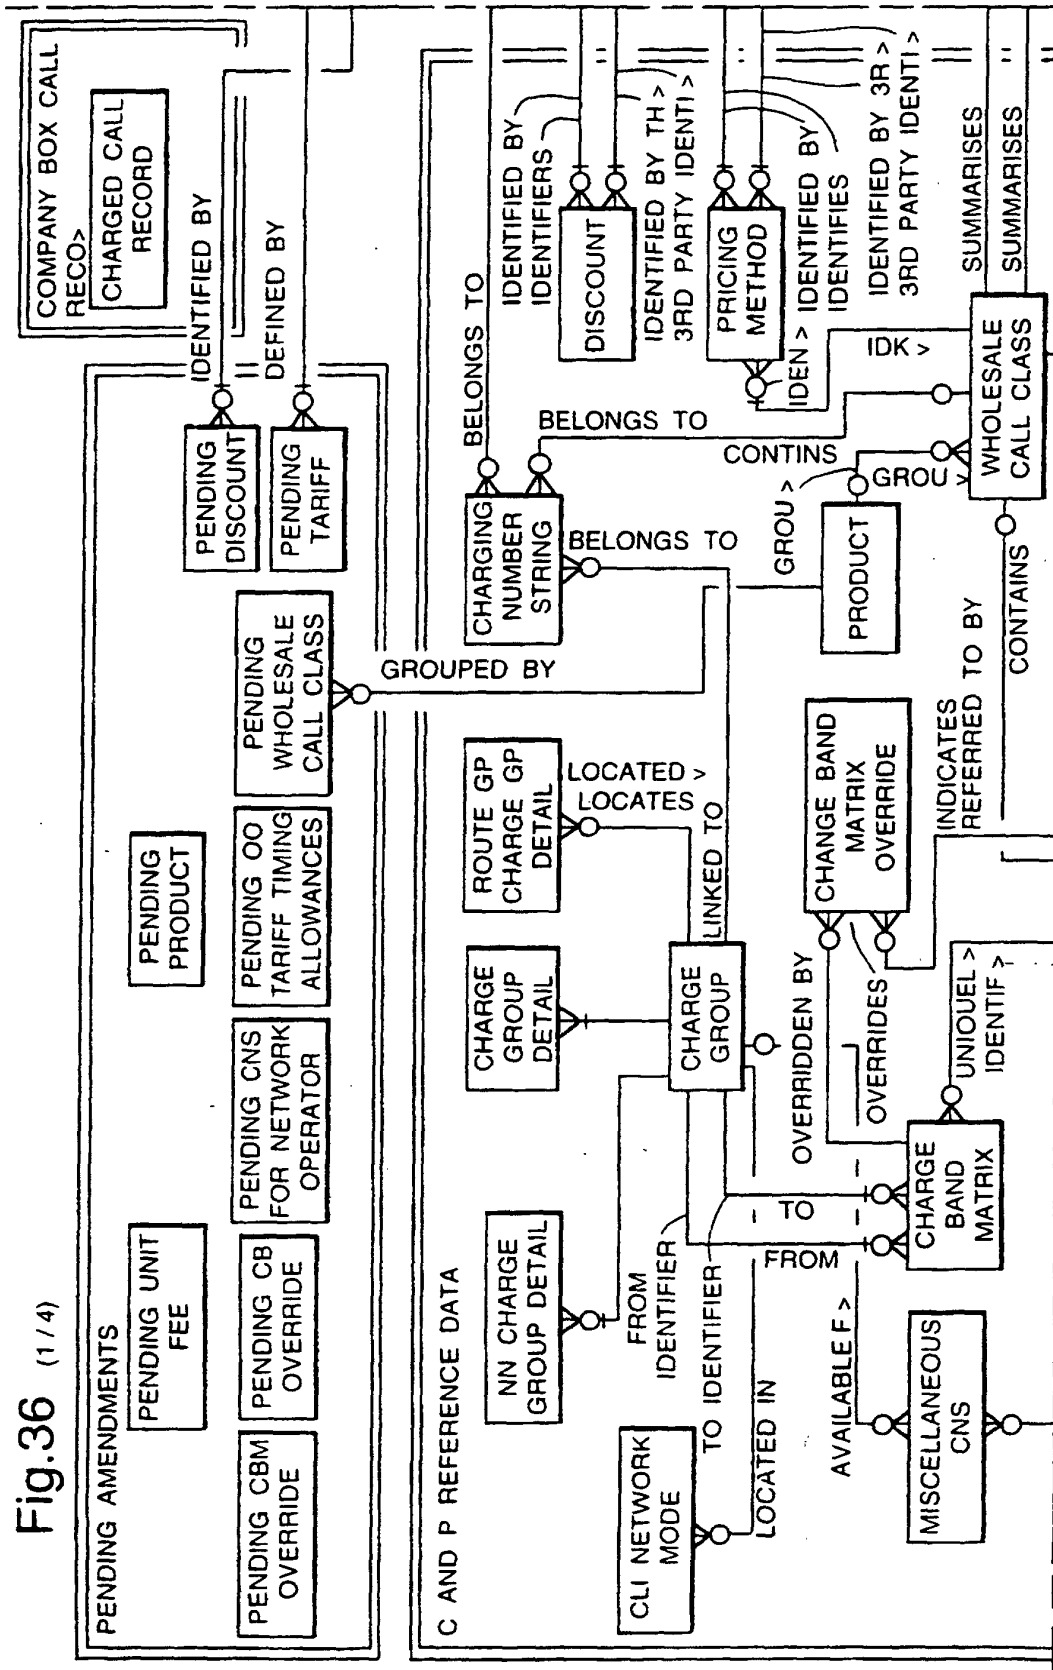 Fig.36 (1/4)
PENDING AMENDMENTS
PENDING UNIT
FEE
PENDING
PRODUCT
PENDING CBM
OVERRIDE
PENDING CB
OVERRIDE
PENDING CNS
FOR NETWORK
OPERATOR
PENDING OO
TARIFF TIMING
ALLOWANCES
PENDING
WHOLESALE
CALL CLASS
PENDING
DISCOUNT
PENDING
TARIFF
IDENTIFIED BY
DEFINED BY
COMPANY BOX CALL
RECO>
CHARGED CALL
RECORD
GROUPED BY
C AND P REFERENCE DATA
NN CHARGE
GROUP DETAIL
CHARGE
GROUP
DETAIL
ROUTE GP
CHARGE GP
DETAIL
LOCATED >
LOCATES
CHARGING
NUMBER
STRING
BELONGS TO
BELONGS TO
BELONGS TO
CONTINS
DISCOUNT
IDENTIFIED BY
IDENTIFIERS
IDENTIFIED BY TH >
3RD PARTY IDENTI >
PRICING
METHOD
IDEN >
IDENTIFIED BY
IDENTIFIES
IDK >
IDENTIFIED BY 3R >
3RD PARTY IDENTI >
CLI NETWORK
MODE
FROM
IDENTIFIER
TO IDENTIFIER
LOCATED IN
CHARGE
GROUP
LINKED TO
TO
FROM
GROU >
GROU >
PRODUCT
OVERRIDDEN BY
OVERRIDES
CHANGE BAND
MATRIX
OVERRIDE
INDICATES
REFERRED TO BY
CONTAINS
WHOLESALE
CALL CLASS
SUMMARISES
SUMMARISES
AVAILABLE F >
MISCELLANEOUS
CNS
CHARGE
BAND
MATRIX
UNIOUEL >
IDENTIF >